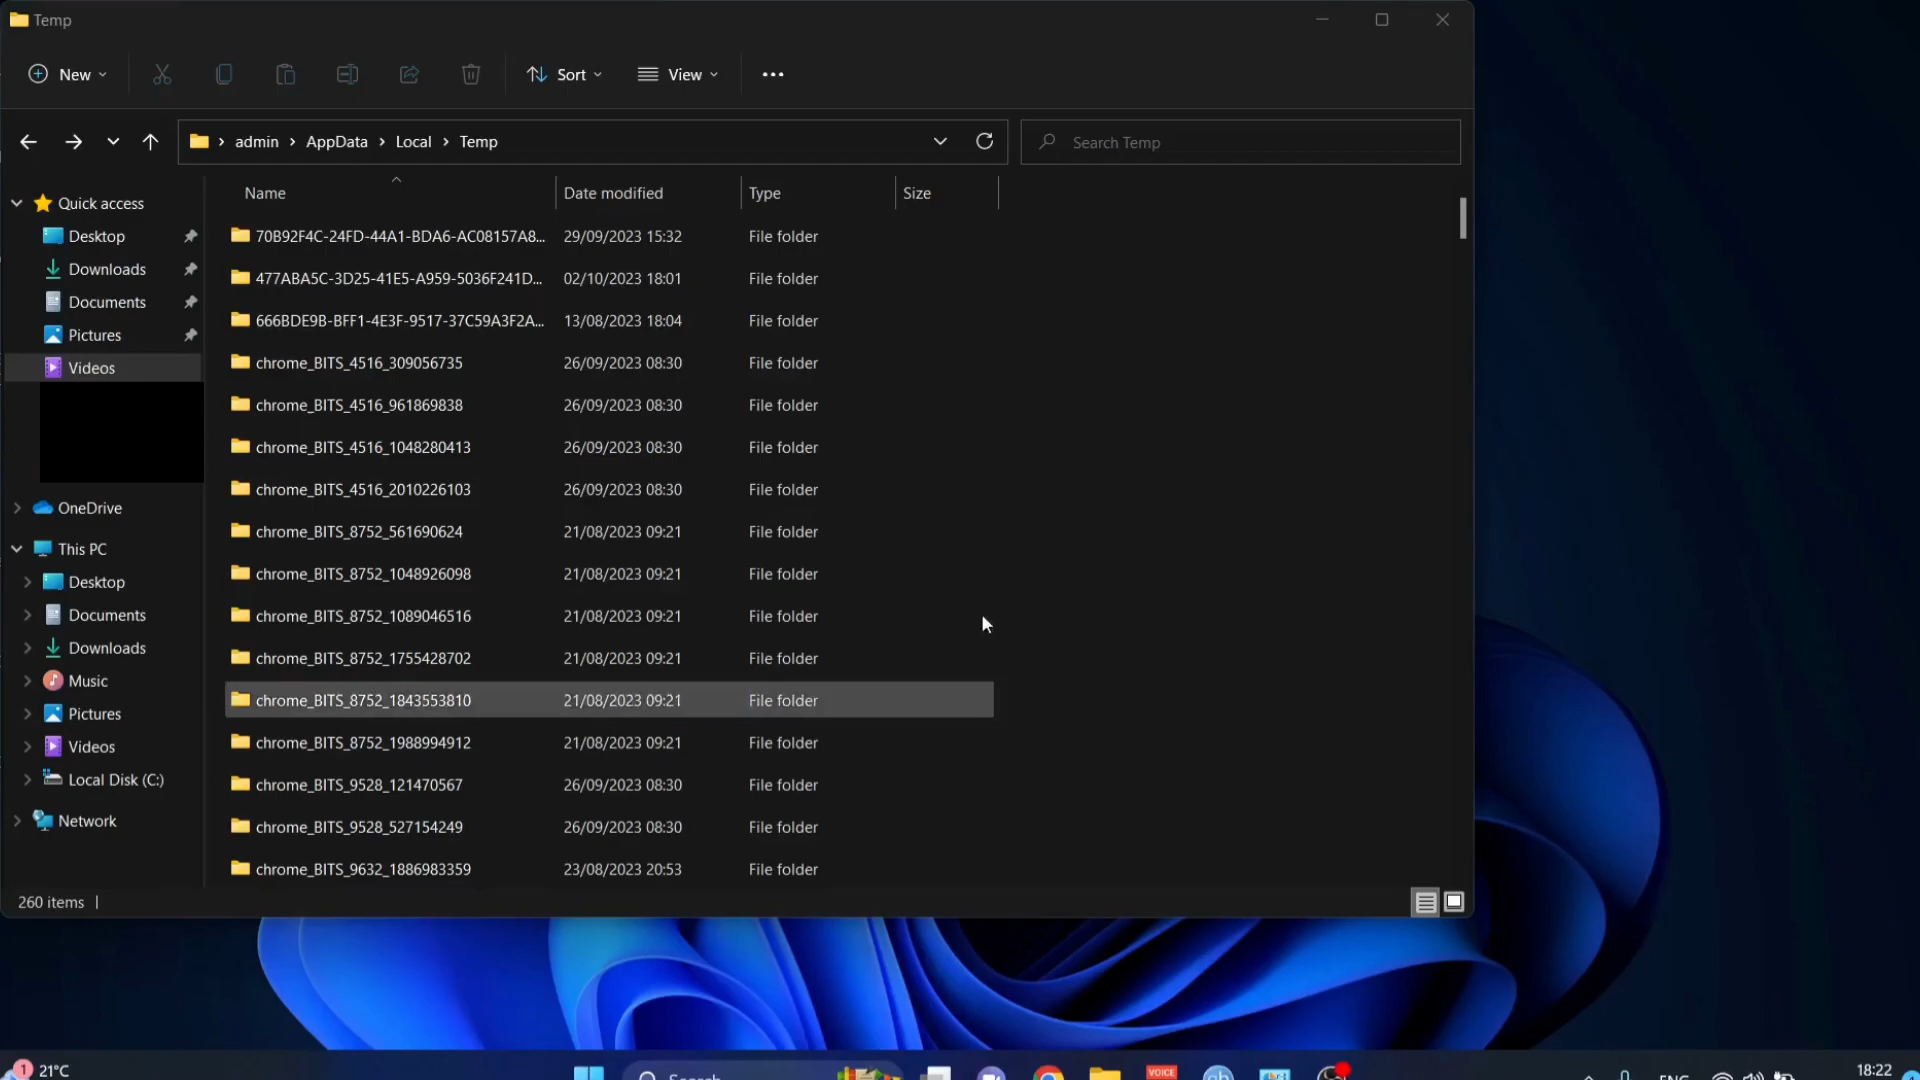 Temp
New
Sort
View
admin
AppData
Local
Temp
Search Temp
Name
Date modified
Type
Size
Quick access
Desktop
Downloads
Documents
Pictures
Videos
OneDrive
This PC
Desktop
Documents
Downloads
Music
Pictures
Videos
Local Disk (C:)
Network
70B92F4C-24FD-44A1-BDA6-AC08157A8... 29/09/2023 15:32 File folder
477ABA5C-3D25-41E5-A959-5036F241D... 02/10/2023 18:01 File folder
666BDE9B-BFF1-4E3F-9517-37C59A3F2A... 13/08/2023 18:04 File folder
chrome_BITS_4516_309056735 26/09/2023 08:30 File folder
chrome_BITS_4516_961869838 26/09/2023 08:30 File folder
chrome_BITS_4516_1048280413 26/09/2023 08:30 File folder
chrome_BITS_4516_2010226103 26/09/2023 08:30 File folder
chrome_BITS_8752_561690624 21/08/2023 09:21 File folder
chrome_BITS_8752_1048926098 21/08/2023 09:21 File folder
chrome_BITS_8752_1089046516 21/08/2023 09:21 File folder
chrome_BITS_8752_1755428702 21/08/2023 09:21 File folder
chrome_BITS_8752_1843553810 21/08/2023 09:21 File folder
chrome_BITS_8752_1988994912 21/08/2023 09:21 File folder
chrome_BITS_9528_121470567 26/09/2023 08:30 File folder
chrome_BITS_9528_527154249 26/09/2023 08:30 File folder
chrome_BITS_9632_1886983359 23/08/2023 20:53 File folder
260 items
1
21°C
Search
VOICE
gb
ENG
18:22